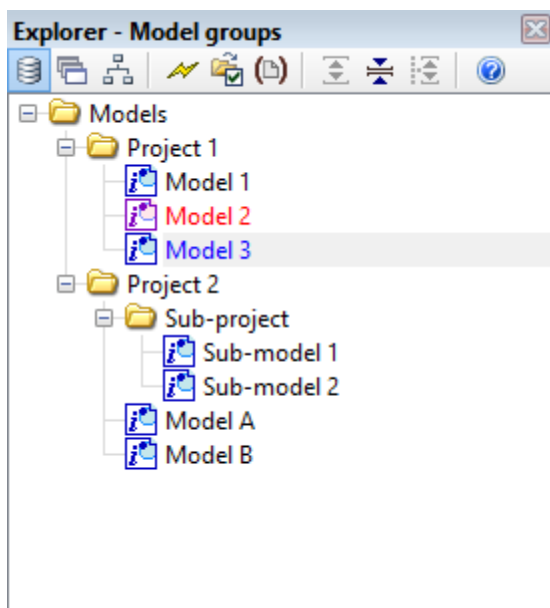 Explorer - Model groups
Models
Project 1
Model 1
Model 2
Model 3
Project 2
Sub-project
Sub-model 1
Sub-model 2
Model A
Model B